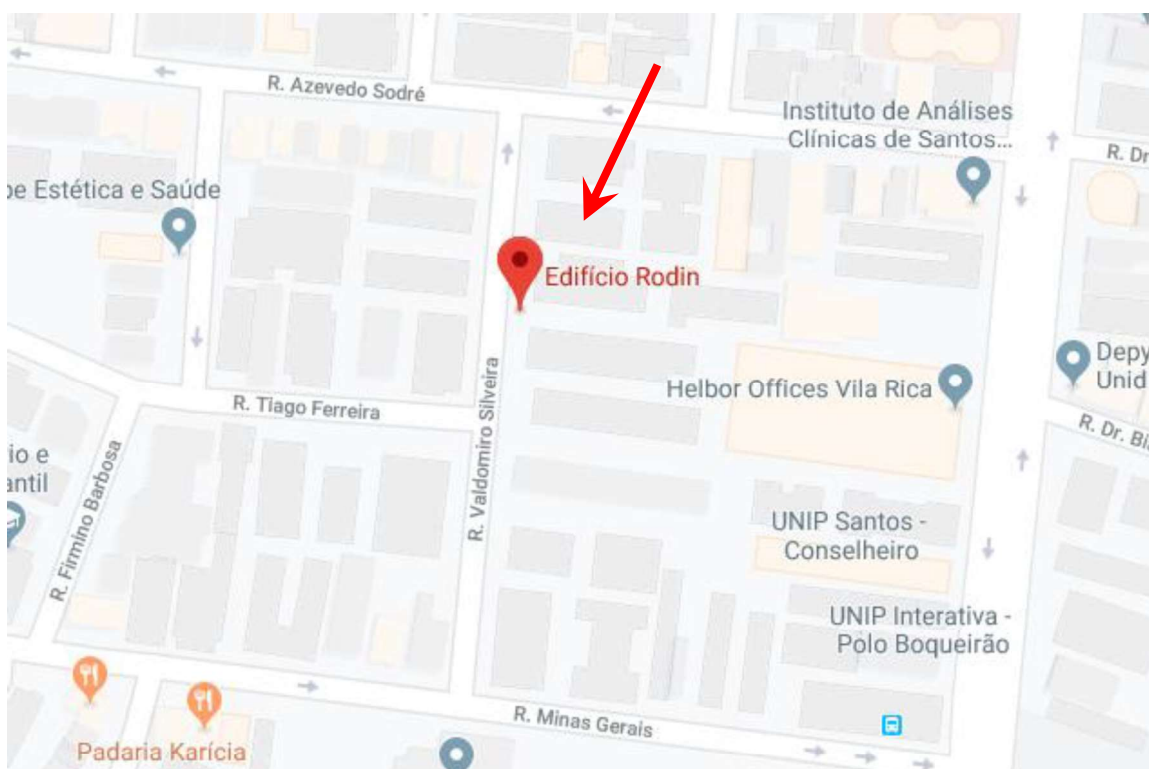 R. Azevedo Sodré
Instituto de Análises
Clínicas de Santos...
R. Dr
pe Estética e Saúde
Edifício Rodin
Depy
Unid
Helbor Offices Vila Rica
R. Tiago Ferreira
R. Valdomiro Silveira
R. Dr. Bi
io e
antil
R. Firmino Barbosa
UNIP Santos -
Conselheiro
UNIP Interativa -
Polo Boqueirão
R. Minas Gerais
Padaria Karícia